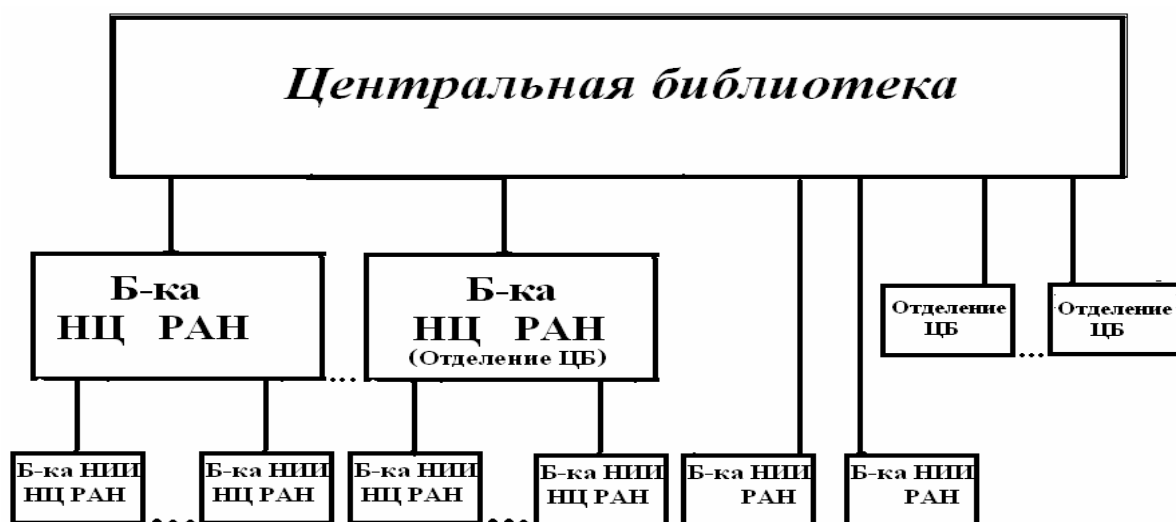 Центральная библиотека
Б-ка
НЦ РАН
Б-ка
НЦ РАН
(Отделение ЦБ)
Отделение
ЦБ
...
Отделение
ЦБ
...
Б-ка НИИ
НЦ РАН
...
Б-ка НИИ
НЦ РАН
Б-ка НИИ
НЦ РАН
...
Б-ка НИИ
НЦ РАН
Б-ка НИИ
РАН
Б-ка НИИ
РАН